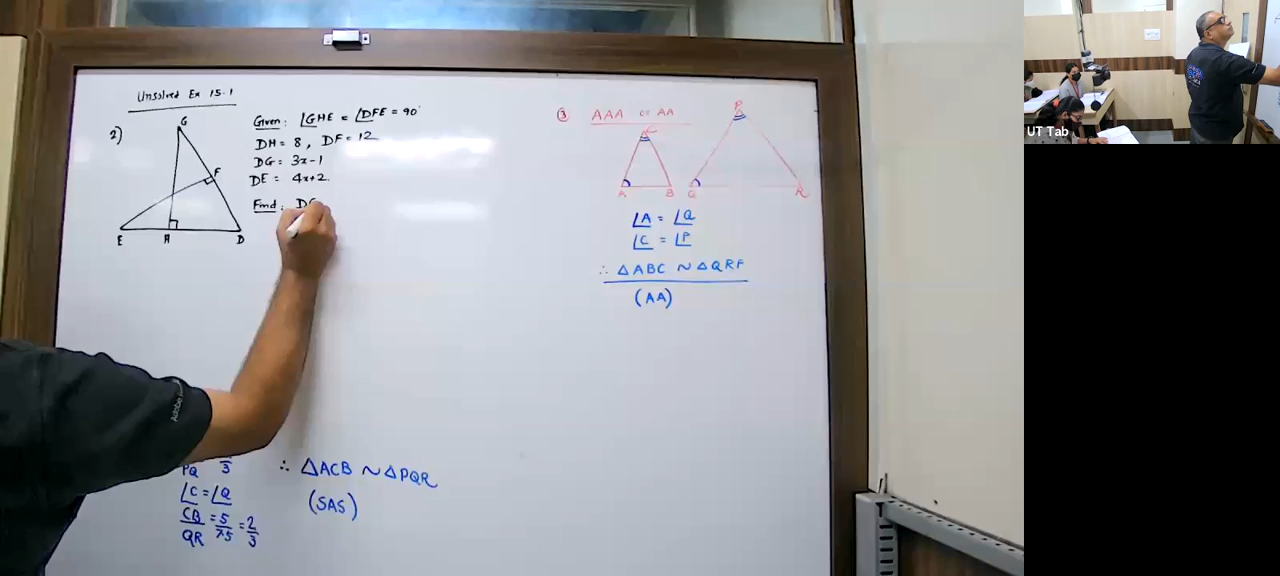 Unsolved Ex 15.1
2)
G
F
E
H
D
Given: ∠GHE = ∠DFE = 90°
DH = 8, DF = 12
DG = 3x-1
DE = 4x+2.
Find: DG
③ AAA or AA
C
A
B
P
Q
R
∠A = ∠Q
∠C = ∠P
∴ △ABC ~ △QRP
(AA)
PQ 3
∠C = ∠Q
CB/QR = 5/7.5 = 2/3
∴ △ACB ~ △PQR
(SAS)
UT Tab